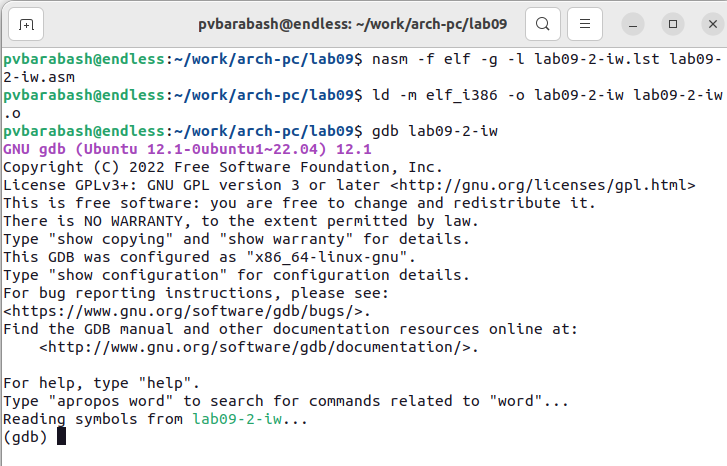 pvbarabash@endless: ~/work/arch-pc/lab09
pvbarabash@endless:~/work/arch-pc/lab09$ nasm -f elf -g -l lab09-2-iw.lst lab09-
2-iw.asm
pvbarabash@endless:~/work/arch-pc/lab09$ ld -m elf_i386 -o lab09-2-iw lab09-2-iw
.o
pvbarabash@endless:~/work/arch-pc/lab09$ gdb lab09-2-iw
GNU gdb (Ubuntu 12.1-0ubuntu1~22.04) 12.1
Copyright (C) 2022 Free Software Foundation, Inc.
License GPLv3+: GNU GPL version 3 or later <http://gnu.org/licenses/gpl.html>
This is free software: you are free to change and redistribute it.
There is NO WARRANTY, to the extent permitted by law.
Type "show copying" and "show warranty" for details.
This GDB was configured as "x86_64-linux-gnu".
Type "show configuration" for configuration details.
For bug reporting instructions, please see:
<https://www.gnu.org/software/gdb/bugs/>.
Find the GDB manual and other documentation resources online at:
    <http://www.gnu.org/software/gdb/documentation/>.

For help, type "help".
Type "apropos word" to search for commands related to "word"...
Reading symbols from lab09-2-iw...
(gdb)